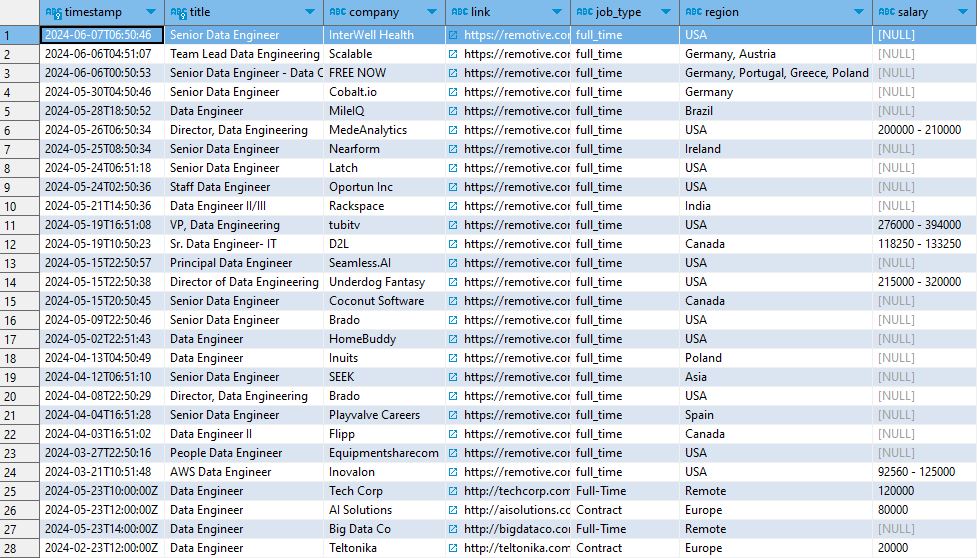 timestamp title company link job_type region salary
1 2024-06-07T06:50:46 Senior Data Engineer InterWell Health https://remotive.cor full_time USA [NULL]
2 2024-06-06T04:51:07 Team Lead Data Engineering Scalable https://remotive.cor full_time Germany, Austria [NULL]
3 2024-06-06T00:50:53 Senior Data Engineer - Data C FREE NOW https://remotive.cor full_time Germany, Portugal, Greece, Poland [NULL]
4 2024-05-30T04:50:46 Senior Data Engineer Cobalt.io https://remotive.cor full_time Germany [NULL]
5 2024-05-28T18:50:52 Data Engineer MileIQ https://remotive.cor full_time Brazil [NULL]
6 2024-05-26T06:50:34 Director, Data Engineering MedeAnalytics https://remotive.cor full_time USA 200000 - 210000
7 2024-05-25T08:50:34 Senior Data Engineer Nearform https://remotive.cor full_time Ireland [NULL]
8 2024-05-24T06:51:18 Senior Data Engineer Latch https://remotive.cor full_time USA [NULL]
9 2024-05-24T02:50:36 Staff Data Engineer Oportun Inc https://remotive.cor full_time USA [NULL]
10 2024-05-21T14:50:36 Data Engineer II/III Rackspace https://remotive.cor full_time India [NULL]
11 2024-05-19T16:51:08 VP, Data Engineering tubitv https://remotive.cor full_time USA 276000 - 394000
12 2024-05-19T10:50:23 Sr. Data Engineer- IT D2L https://remotive.cor full_time Canada 118250 - 133250
13 2024-05-15T22:50:57 Principal Data Engineer Seamless.AI https://remotive.cor full_time USA [NULL]
14 2024-05-15T22:50:38 Director of Data Engineering Underdog Fantasy https://remotive.cor full_time USA 215000 - 320000
15 2024-05-15T20:50:45 Senior Data Engineer Coconut Software https://remotive.cor full_time Canada [NULL]
16 2024-05-09T22:50:46 Senior Data Engineer Brado https://remotive.cor full_time USA [NULL]
17 2024-05-02T22:51:43 Data Engineer HomeBuddy https://remotive.cor full_time USA [NULL]
18 2024-04-13T04:50:49 Data Engineer Inuits https://remotive.cor full_time Poland [NULL]
19 2024-04-12T06:51:10 Senior Data Engineer SEEK https://remotive.cor full_time Asia [NULL]
20 2024-04-08T22:50:29 Director, Data Engineering Brado https://remotive.cor full_time USA [NULL]
21 2024-04-04T16:51:28 Senior Data Engineer Playvalve Careers https://remotive.cor full_time Spain [NULL]
22 2024-04-03T16:51:02 Data Engineer II Flipp https://remotive.cor full_time Canada [NULL]
23 2024-03-27T22:50:16 People Data Engineer Equipmentsharecom https://remotive.cor full_time USA [NULL]
24 2024-03-21T10:51:48 AWS Data Engineer Inovalon https://remotive.cor full_time USA 92560 - 125000
25 2024-05-23T10:00:00Z Data Engineer Tech Corp http://techcorp.com Full-Time Remote 120000
26 2024-05-23T12:00:00Z Data Engineer AI Solutions http://aisolutions.cc Contract Europe 80000
27 2024-05-23T14:00:00Z Data Engineer Big Data Co http://bigdataco.com Full-Time Remote [NULL]
28 2024-02-23T12:00:00Z Data Engineer Teltonika http://teltonika.com Contract Europe 20000